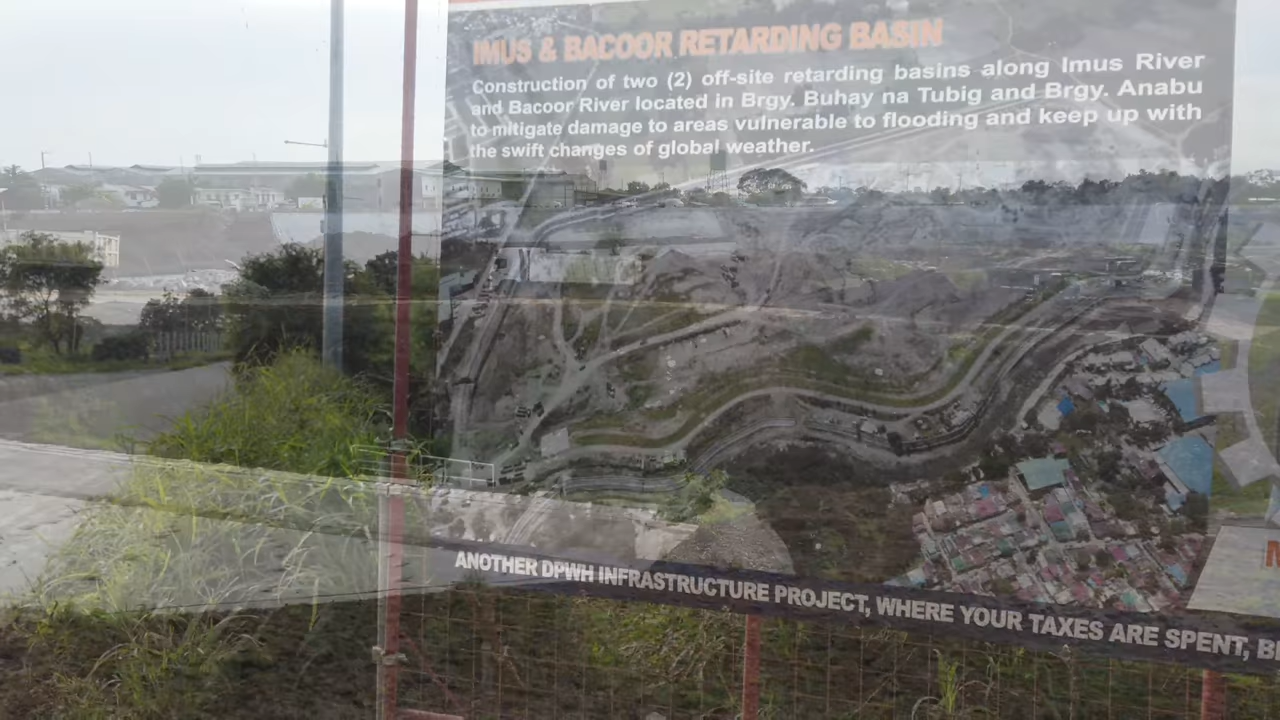 IMUS & BACOOR RETARDING BASIN
Construction of two (2) off-site retarding basins along Imus River
and Bacoor River located in Brgy. Buhay na Tubig and Brgy. Anabu
to mitigate damage to areas vulnerable to flooding and keep up with
the swift changes of global weather.
ANOTHER DPWH INFRASTRUCTURE PROJECT, WHERE YOUR TAXES ARE SPENT,